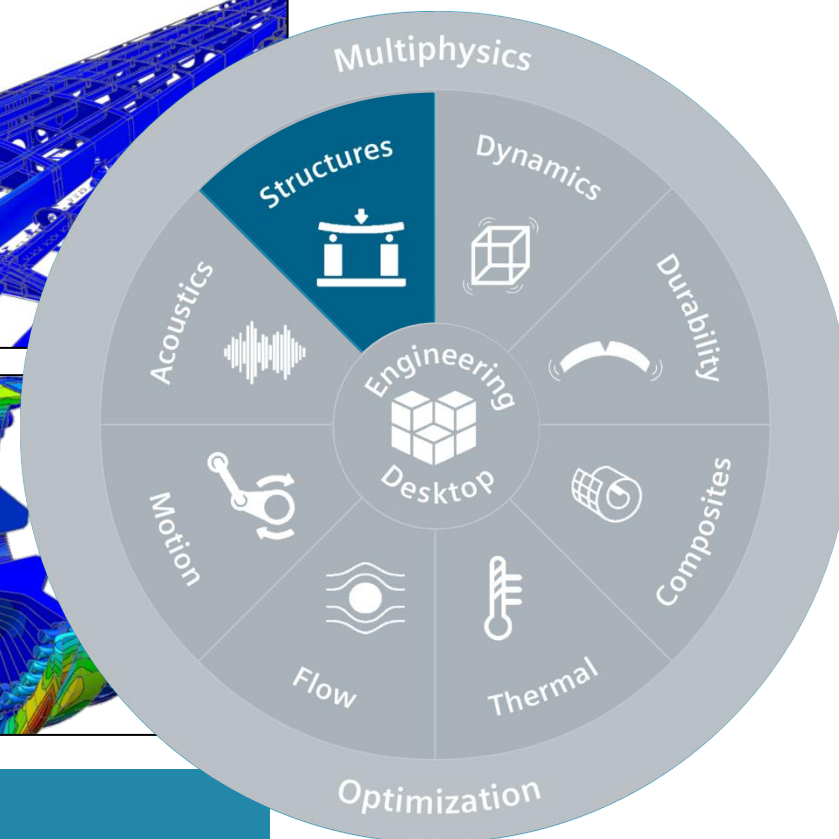 Multiphysics
Structures
Dynamics
Acoustics
Durability
Engineering
Desktop
Motion
Composites
Flow
Thermal
Optimization